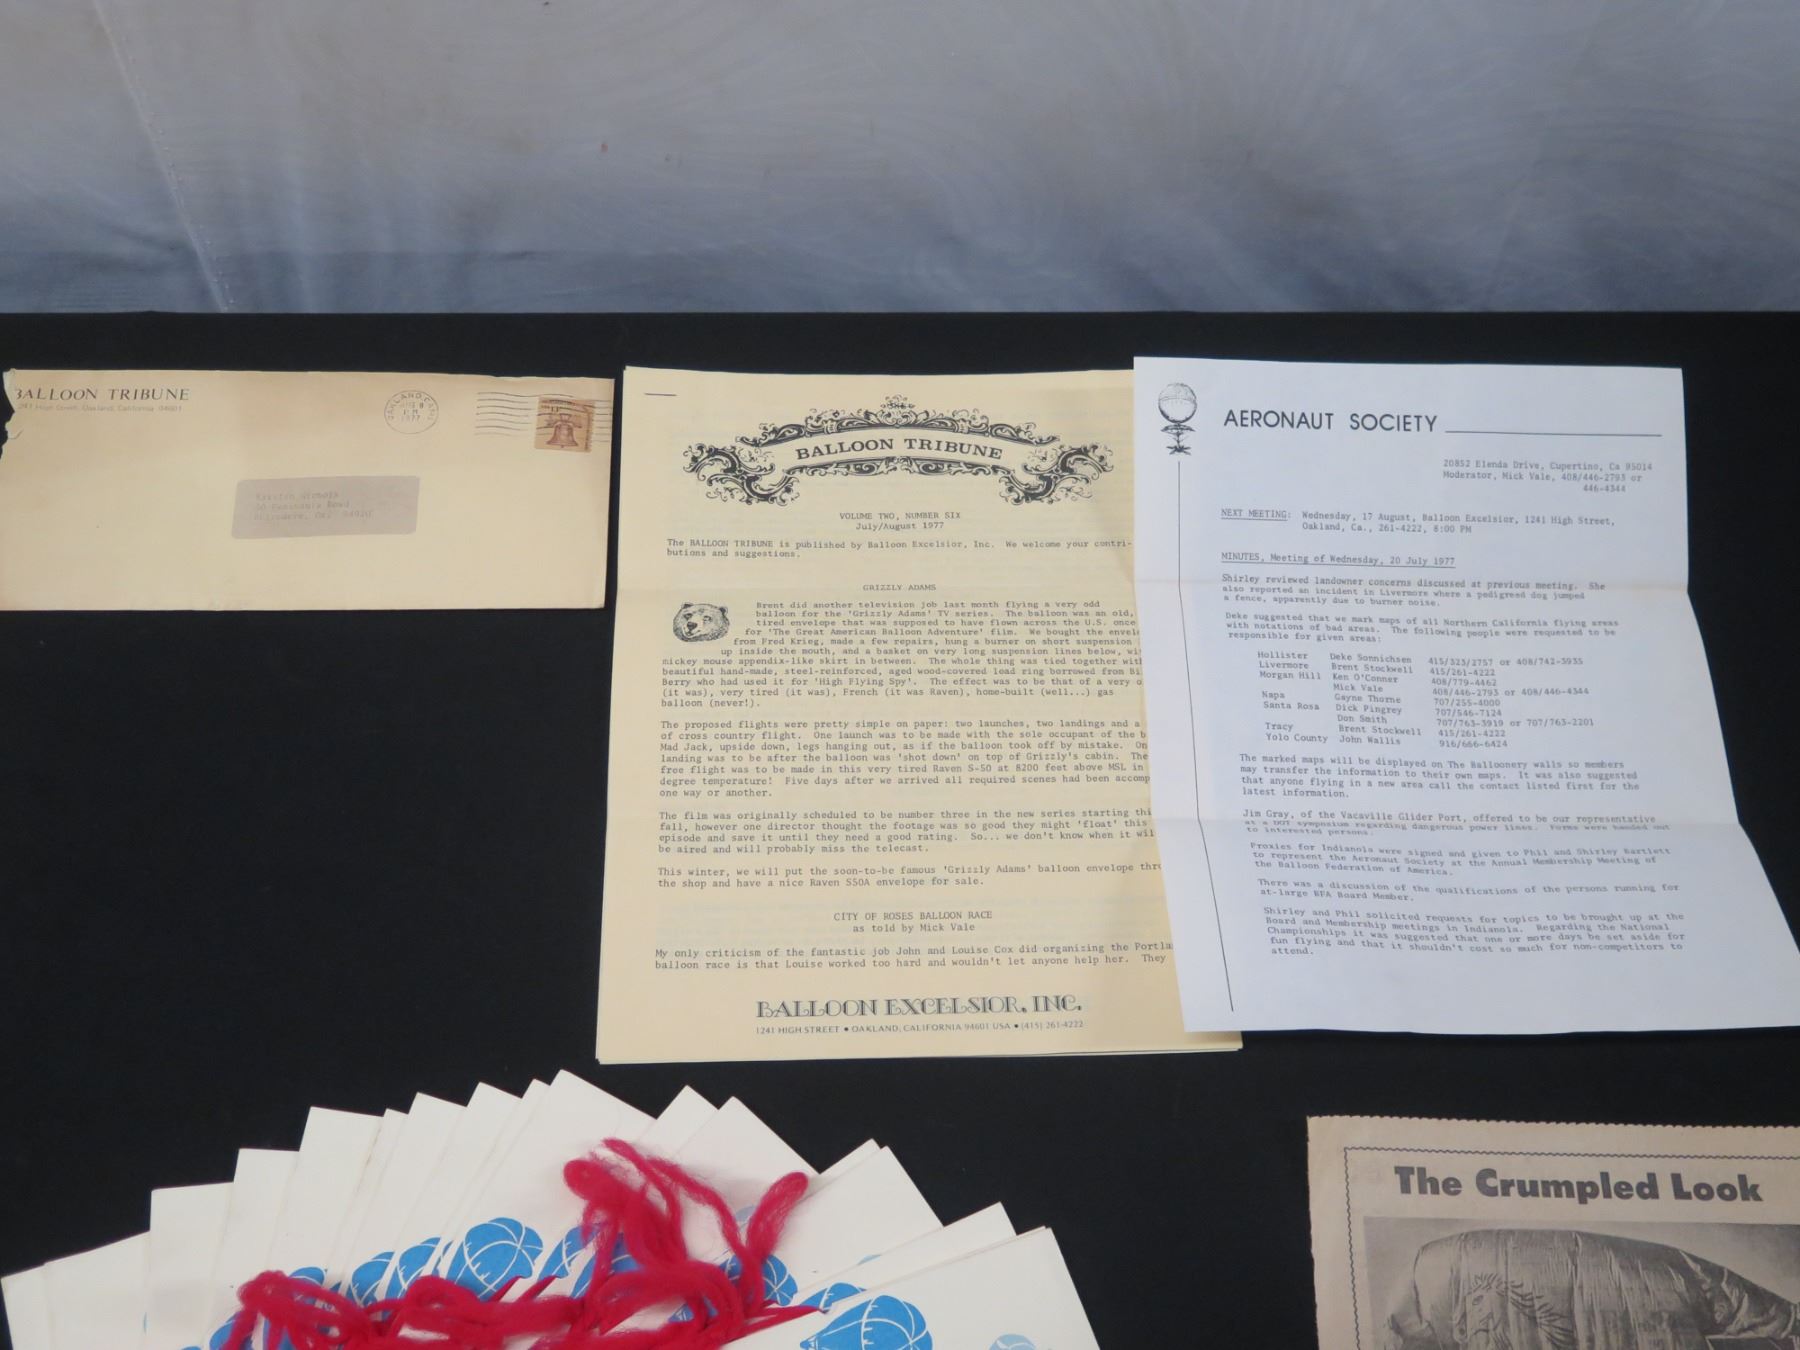 BALLOON TRIBUNE
High Street, Oakland, California 94601
OAKLAND, CA
AUG 8
PM
1977
13c
Kristin Nichols
30 Road
Belvedere, Ca. 94920
BALLOON TRIBUNE
VOLUME TWO, NUMBER SIX
July/August 1977
The BALLOON TRIBUNE is published by Balloon Excelsior, Inc. We welcome your contri-
butions and suggestions.
GRIZZLY ADAMS
Brent did another television job last month flying a very odd
balloon for the 'Grizzly Adams' TV series. The balloon was an old,
tired envelope that was supposed to have flown across the U.S. once
for 'The Great American Balloon Adventure' film. We bought the envel
from Fred Krieg, made a few repairs, hung a burner on short suspension
up inside the mouth, and a basket on very long suspension lines below, wi
mickey mouse appendix-like skirt in between. The whole thing was tied together wit
beautiful hand-made, steel-reinforced, aged wood-covered load ring borrowed from Bi
Berry who had used it for 'High Flying Spy'. The effect was to be that of a very o
(it was), very tired (it was), French (it was Raven), home-built (well...) gas
balloon (never!).
The proposed flights were pretty simple on paper: two launches, two landings and a
of cross country flight. One launch was to be made with the sole occupant of the b
Mad Jack, upside down, legs hanging out, as if the balloon took off by mistake. On
landing was to be after the balloon was 'shot down' on top of Grizzly's cabin. The
free flight was to be made in this very tired Raven S-50 at 8200 feet above MSL in
degree temperature! Five days after we arrived all required scenes had been accomp
one way or another.
The film was originally scheduled to be number three in the new series starting thi
fall, however one director thought the footage was so good they might 'float' this
episode and save it until they need a good rating. So... we don't know when it wil
be aired and will probably miss the telecast.
This winter, we will put the soon-to-be famous 'Grizzly Adams' balloon envelope thro
the shop and have a nice Raven S50A envelope for sale.
CITY OF ROSES BALLOON RACE
as told by Mick Vale
My only criticism of the fantastic job John and Louise Cox did organizing the Portla
balloon race is that Louise worked too hard and wouldn't let anyone help her. They
BALLOON EXCELSIOR, INC.
1241 HIGH STREET • OAKLAND, CALIFORNIA 94601 USA • (415) 261-4222
AERONAUT SOCIETY
20852 Elenda Drive, Cupertino, Ca 95014
Moderator, Mick Vale, 408/446-2793 or
446-4344
NEXT MEETING: Wednesday, 17 August, Balloon Excelsior, 1241 High Street,
Oakland, Ca., 261-4222, 8:00 PM
MINUTES, Meeting of Wednesday, 20 July 1977
Shirley reviewed landowner concerns discussed at previous meeting. She
also reported an incident in Livermore where a pedigreed dog jumped
a fence, apparently due to burner noise.
Deke suggested that we mark maps of all Northern California flying areas
with notations of bad areas. The following people were requested to be
responsible for given areas:
Hollister Deke Sonnichsen 415/323/2757 or 408/742-3935
Livermore Brent Stockwell 415/261-4222
Morgan Hill Ken O'Conner 408/779-4462
Mick Vale 408/446-2793 or 408/446-4344
Napa Gayne Thorne 707/255-4000
Santa Rosa Dick Pingrey 707/546-7124
Don Smith 707/763-3919 or 707/763-2201
Tracy Brent Stockwell 415/261-4222
Yolo County John Wallis 916/666-6424
The marked maps will be displayed on The Balloonery walls so members
may transfer the information to their own maps. It was also suggested
that anyone flying in a new area call the contact listed first for the
latest information.
Jim Gray, of the Vacaville Glider Port, offered to be our representative
at a DOT symposium regarding dangerous power lines. Forms were handed out
to interested persons.
Proxies for Indianola were signed and given to Phil and Shirley Bartlett
to represent the Aeronaut Society at the Annual Membership Meeting of
the Balloon Federation of America.
There was a discussion of the qualifications of the persons running for
at-large BFA Board Member.
Shirley and Phil solicited requests for topics to be brought up at the
Board and Membership meetings in Indianola. Regarding the National
Championships it was suggested that one or more days be set aside for
fun flying and that it shouldn't cost so much for non-competitors to
attend.
The Crumpled Look